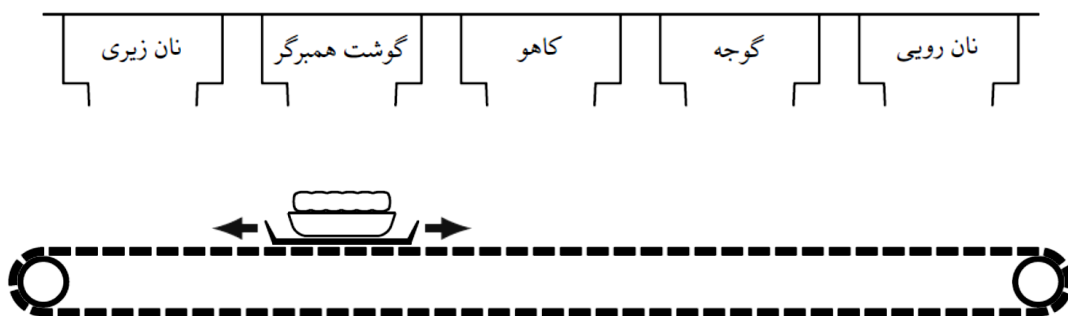 نان رویی
گوجه
کاهو
گوشت همبرگر
نان زیری